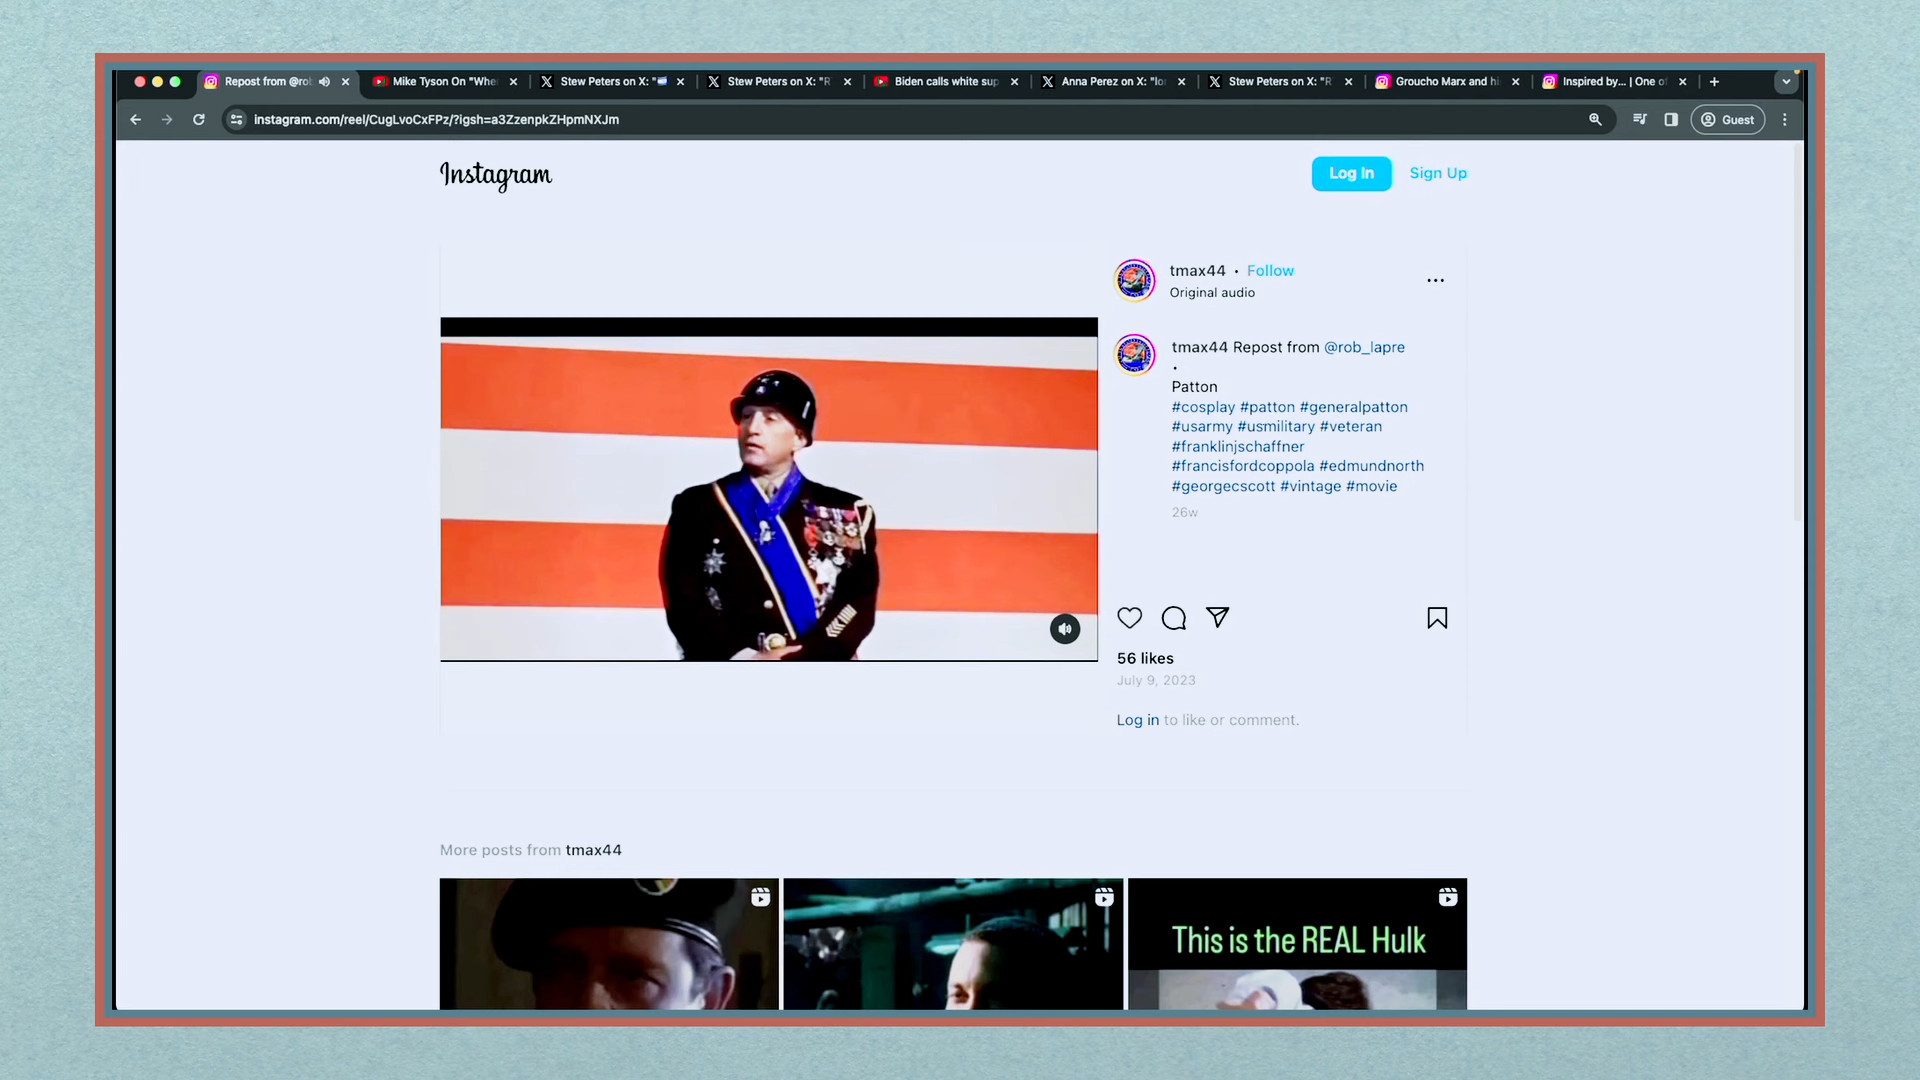 Repost from @rob
Mike Tyson On "Whe
Stew Peters on X: "
Stew Peters on X: "R
Biden calls white sup
Anna Perez on X: "lo
Stew Peters on X: "R
Groucho Marx and hi
Inspired by... | One of
instagram.com/reel/CugLvoCxFPz/?igsh=a3ZzenpkZHpmNXJm
Guest
Instagram
Log In
Sign Up
tmax44 • Follow
Original audio
tmax44 Repost from @rob_lapre
•
Patton
#cosplay #patton #generalpatton
#usarmy #usmilitary #veteran
#franklinjschaffner
#francisfordcoppola #edmundnorth
#georgecscott #vintage #movie
26w
56 likes
July 9, 2023
Log in to like or comment.
More posts from tmax44
This is the REAL Hulk